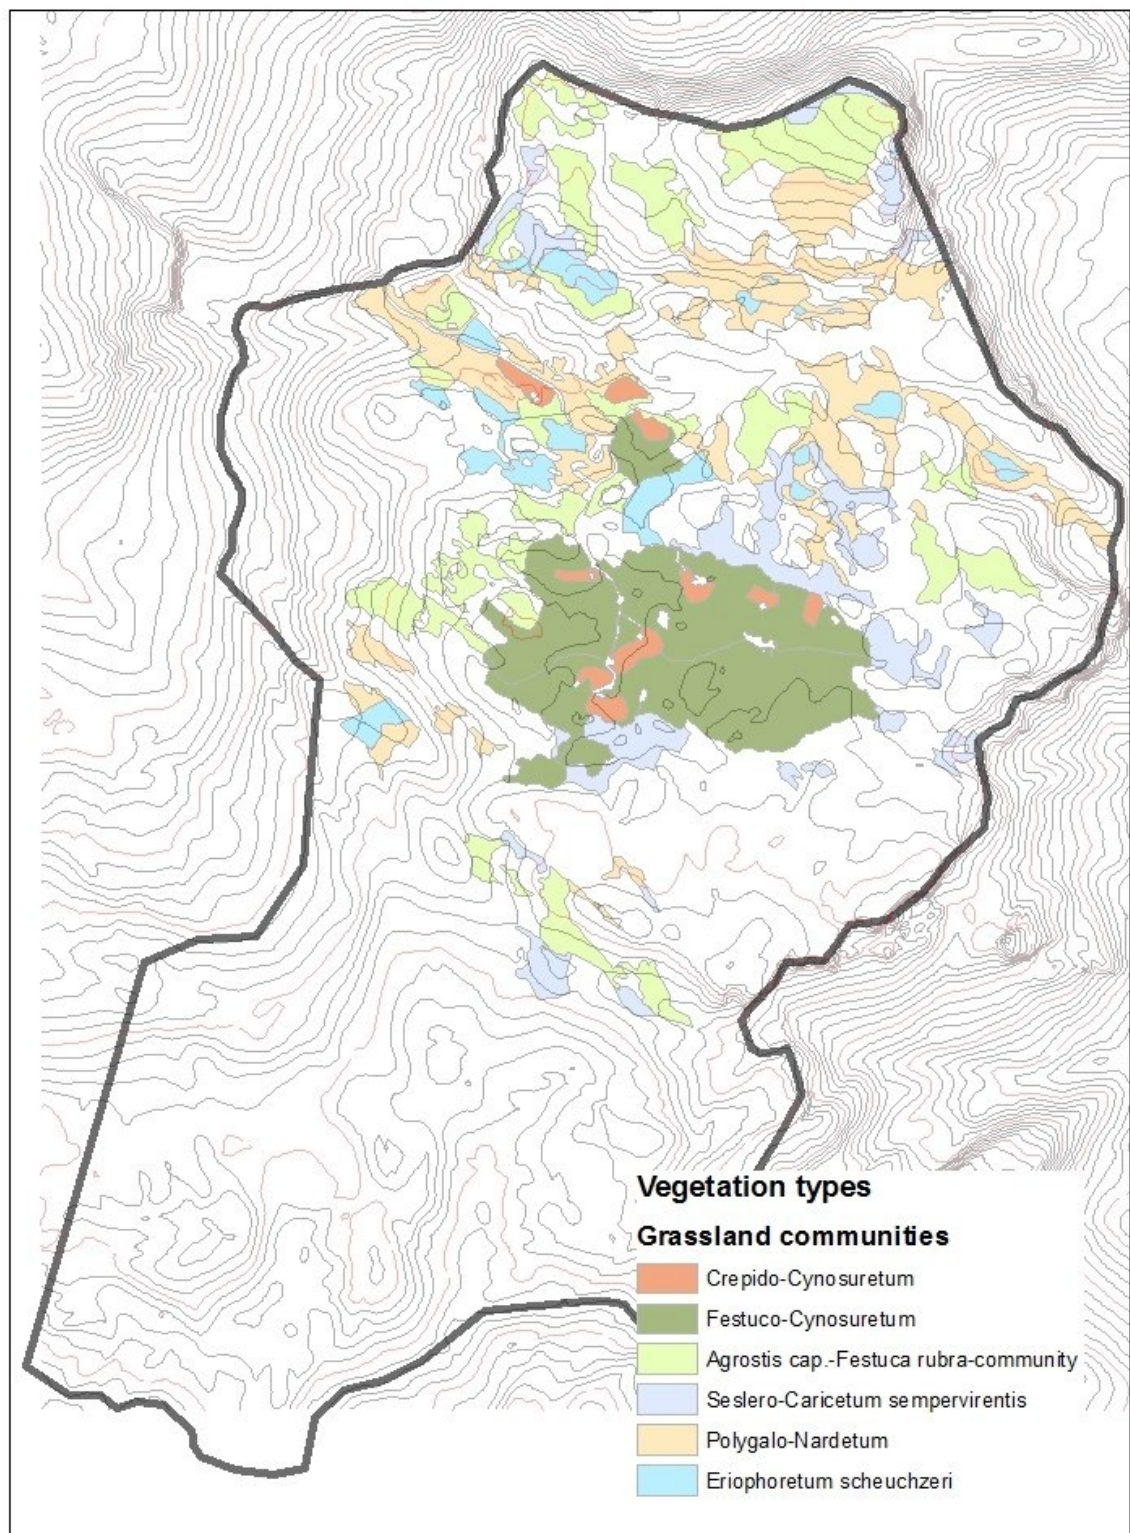 Vegetation types
Grassland communities
Crepido-Cynosuretum
Festuco-Cynosuretum
Agrostis cap.-Festuca rubra-community
Seslero-Caricetum sempervirentis
Polygalo-Nardetum
Eriophoretum scheuchzeri